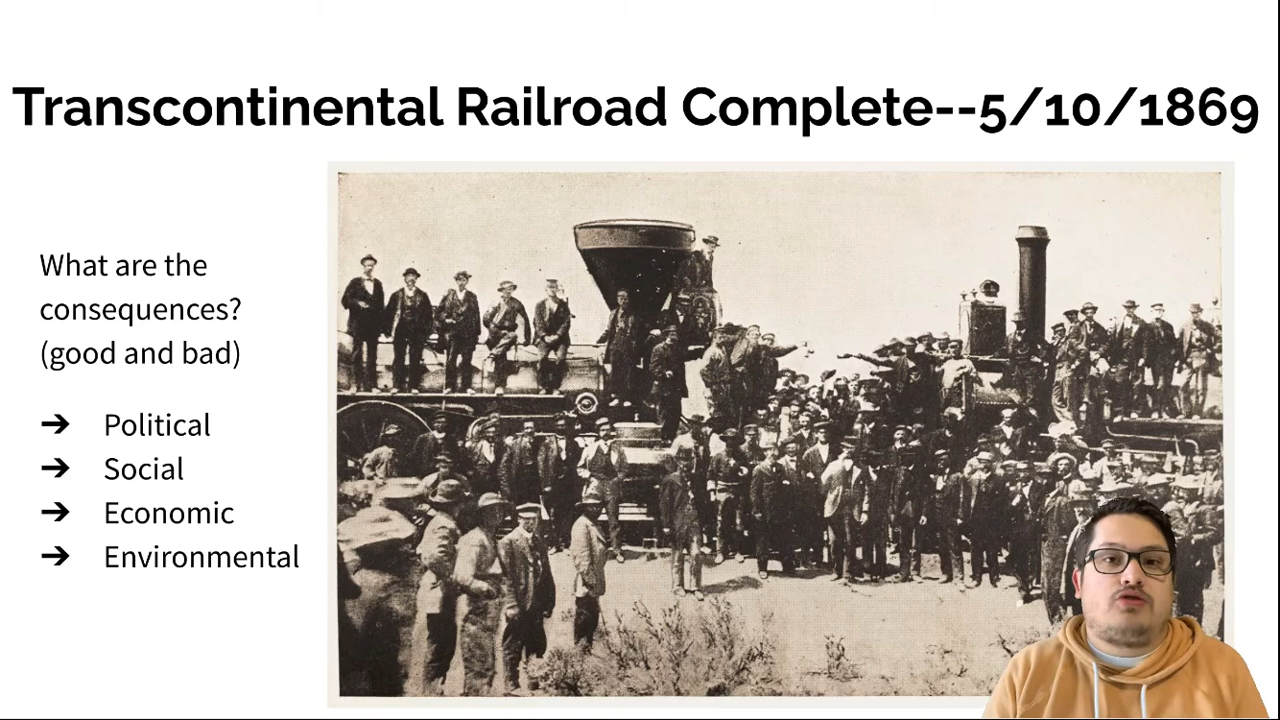 Transcontinental Railroad Complete--5/10/1869
What are the
consequences?
(good and bad)
➔ Political
➔ Social
➔ Economic
➔ Environmental